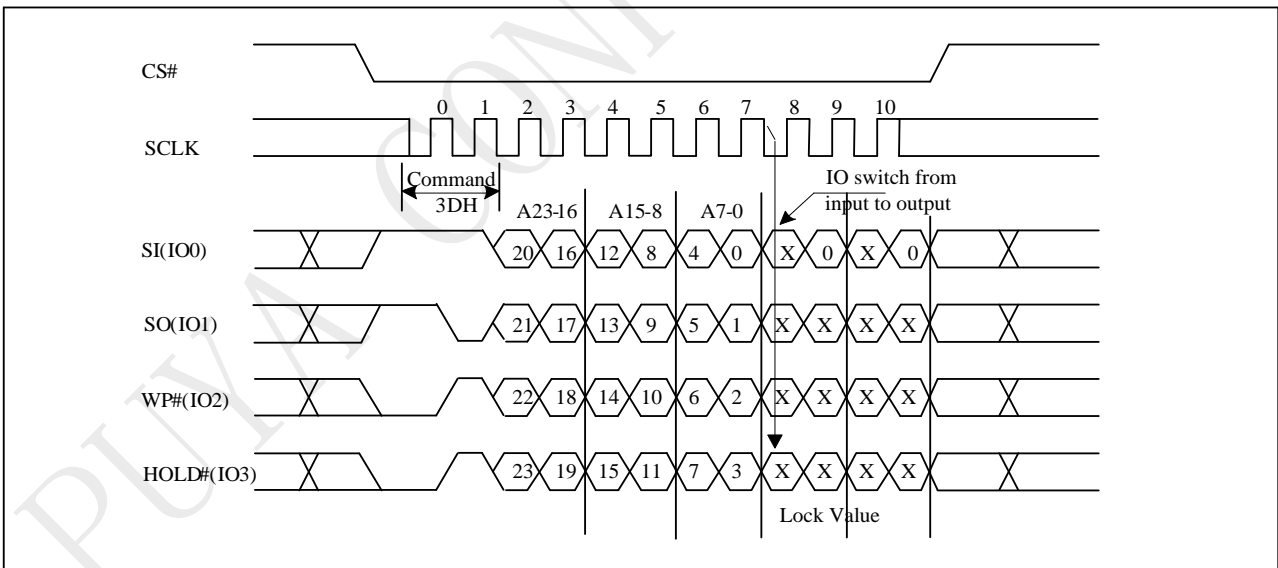 PUYA CONF
CS#
0 1 2 3 4 5 6 7 8 9 10
SCLK
Command
3DH
IO switch from
input to output
A23-16 A15-8 A7-0
SI(IO0)
20 16 12 8 4 0 X 0 X 0
SO(IO1)
21 17 13 9 5 1 X X X X
WP#(IO2)
22 18 14 10 6 2 X X X X
HOLD#(IO3)
23 19 15 11 7 3 X X X X
Lock Value